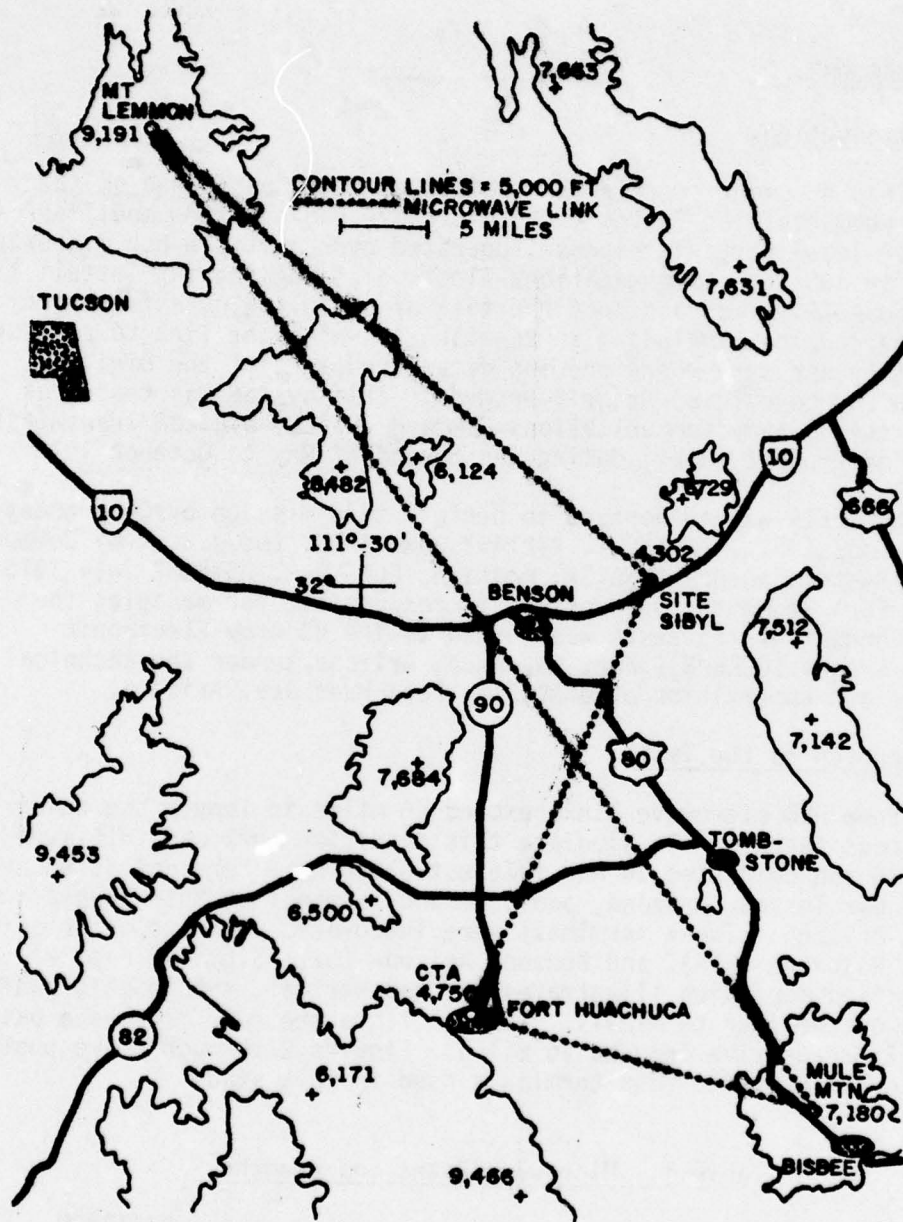 7,663
MT
LEMMON
9,191
CONTOUR LINES = 5,000 FT
MICROWAVE LINK
5 MILES
7,631
TUCSON
10
6,124
666
10
111°-30'
4,302
32°
BENSON
SITE
SIBYL
7,512
90
7,142
80
7,684
TOMB-
STONE
9,453
6,500
CTA
4,756
FORT HUACHUCA
82
MULE
MTN
6,171
7,180
BISBEE
9,466